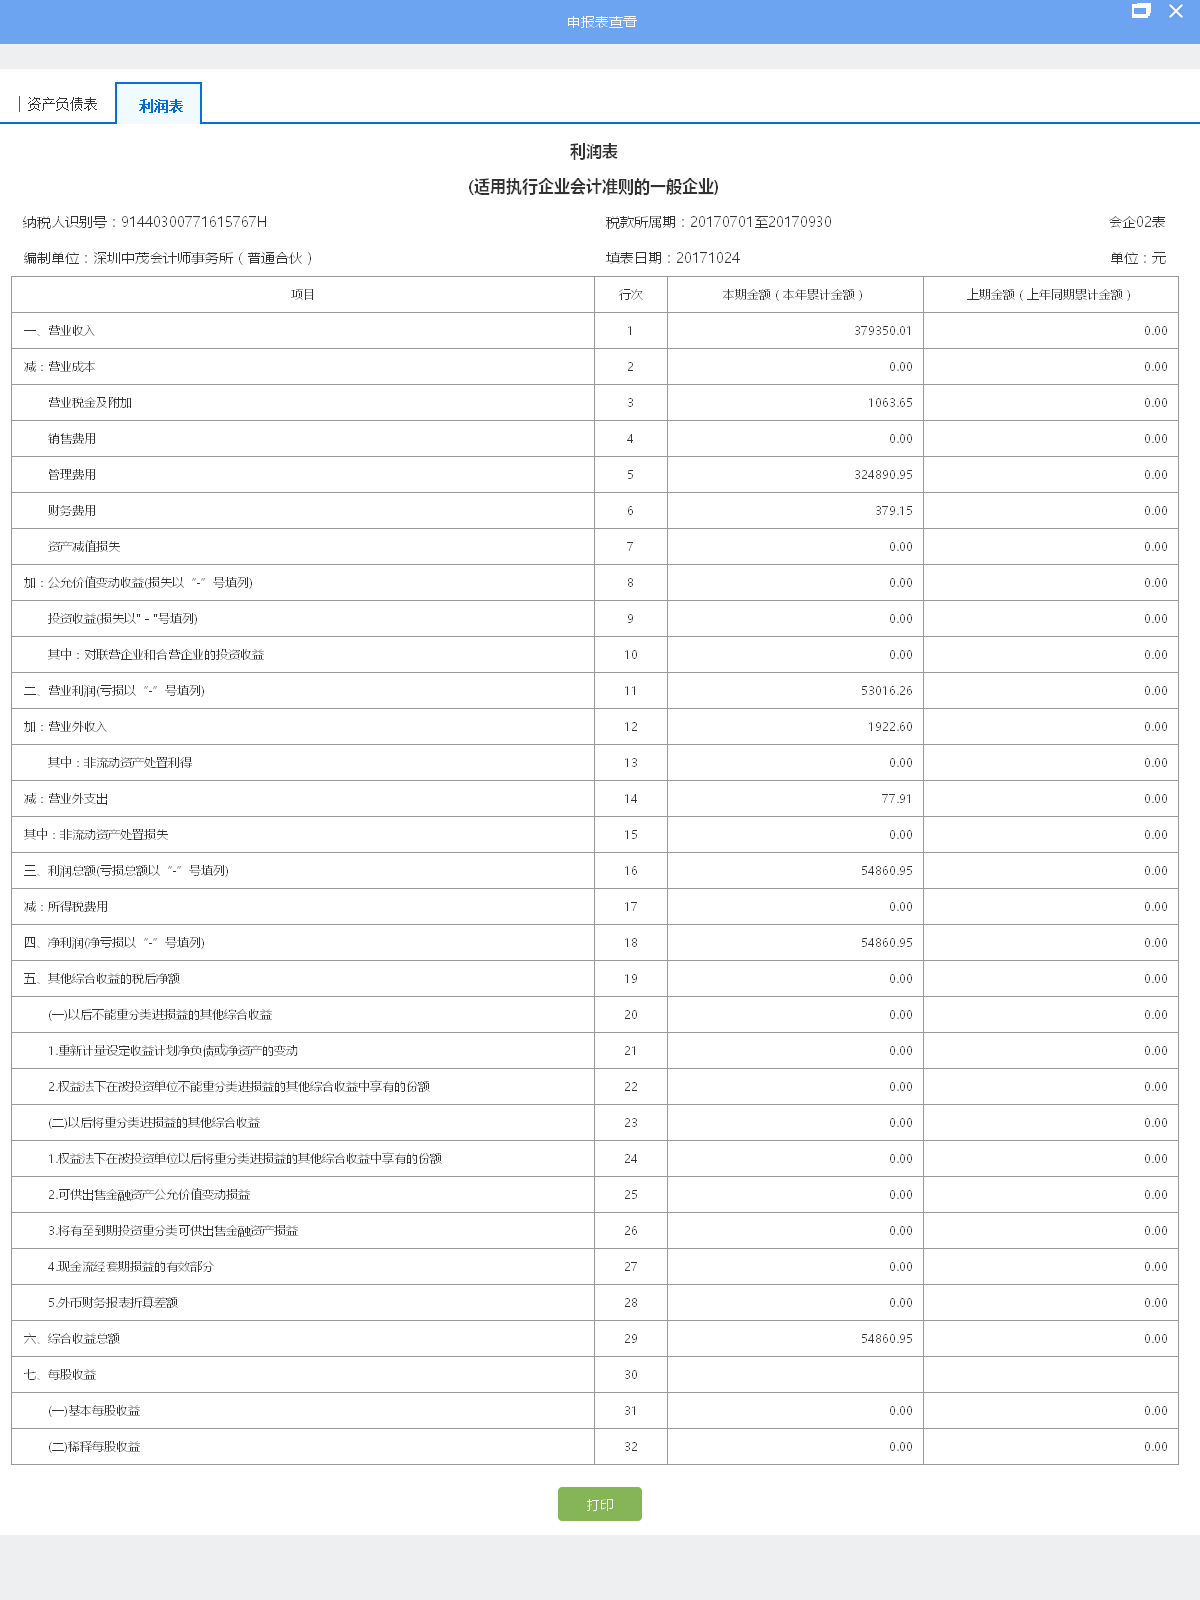 申报表查看
资产负债表 利润表
利润表
(适用执行企业会计准则的一般企业)
纳税人识别号：91440300771615767H 税款所属期：20170701至20170930 会企02表
编制单位：深圳中茂会计师事务所（普通合伙） 填表日期：20171024 单位：元
项目 行次 本期金额（本年累计金额） 上期金额（上年同期累计金额）
一、营业收入 1 379350.01 0.00
减：营业成本 2 0.00 0.00
营业税金及附加 3 1063.65 0.00
销售费用 4 0.00 0.00
管理费用 5 324890.95 0.00
财务费用 6 379.15 0.00
资产减值损失 7 0.00 0.00
加：公允价值变动收益(损失以“-”号填列) 8 0.00 0.00
投资收益(损失以"－"号填列) 9 0.00 0.00
其中：对联营企业和合营企业的投资收益 10 0.00 0.00
二、营业利润(亏损以“-”号填列) 11 53016.26 0.00
加：营业外收入 12 1922.60 0.00
其中：非流动资产处置利得 13 0.00 0.00
减：营业外支出 14 77.91 0.00
其中：非流动资产处置损失 15 0.00 0.00
三、利润总额(亏损总额以“-”号填列) 16 54860.95 0.00
减：所得税费用 17 0.00 0.00
四、净利润(净亏损以“-”号填列) 18 54860.95 0.00
五、其他综合收益的税后净额 19 0.00 0.00
(一)以后不能重分类进损益的其他综合收益 20 0.00 0.00
1.重新计量设定收益计划净负债或净资产的变动 21 0.00 0.00
2.权益法下在被投资单位不能重分类进损益的其他综合收益中享有的份额 22 0.00 0.00
(二)以后将重分类进损益的其他综合收益 23 0.00 0.00
1.权益法下在被投资单位以后将重分类进损益的其他综合收益中享有的份额 24 0.00 0.00
2.可供出售金融资产公允价值变动损益 25 0.00 0.00
3.将有至到期投资重分类可供出售金融资产损益 26 0.00 0.00
4.现金流经套期损益的有效部分 27 0.00 0.00
5.外币财务报表折算差额 28 0.00 0.00
六、综合收益总额 29 54860.95 0.00
七、每股收益 30
(一)基本每股收益 31 0.00 0.00
(二)稀释每股收益 32 0.00 0.00
打印